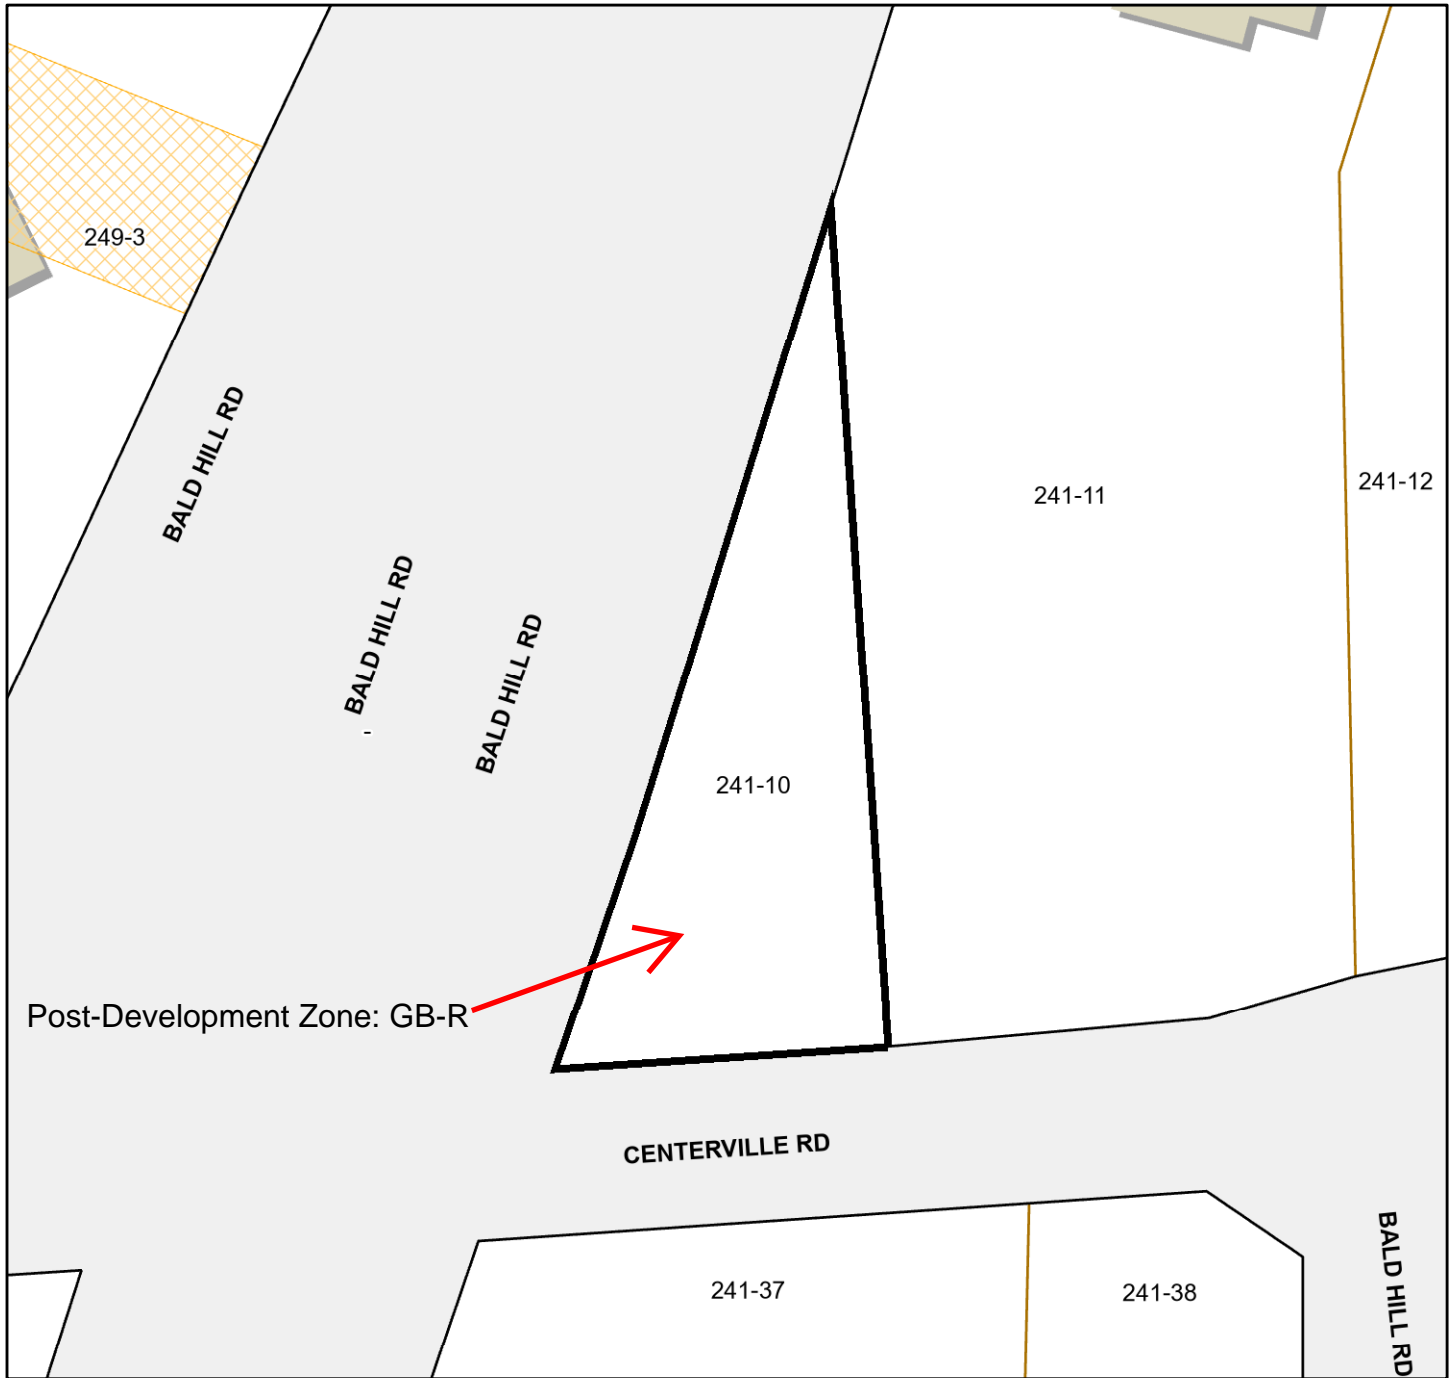 249-3
BALD HILL RD
241-12
241-11
BALD HILL RD
-
BALD HILL RD
241-10
Post-Development Zone: GB-R
CENTERVILLE RD
241-37
241-38
BALD HILL RD